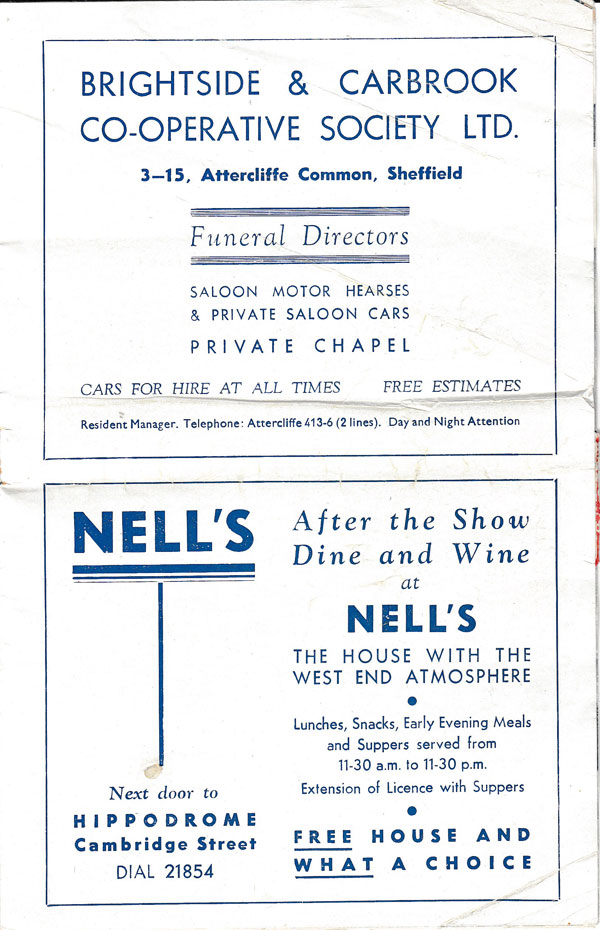 BRIGHTSIDE & CARBROOK
CO-OPERATIVE SOCIETY LTD.
3—15, Attercliffe Common, Sheffield
Funeral Directors
SALOON MOTOR HEARSES
& PRIVATE SALOON CARS
PRIVATE CHAPEL
CARS FOR HIRE AT ALL TIMES FREE ESTIMATES
Resident Manager. Telephone: Attercliffe 413-6 (2 lines). Day and Night Attention
NELL'S
Next door to
HIPPODROME
Cambridge Street
DIAL 21854
After the Show
Dine and Wine
at
NELL'S
THE HOUSE WITH THE
WEST END ATMOSPHERE
Lunches, Snacks, Early Evening Meals
and Suppers served from
11-30 a.m. to 11-30 p.m.
Extension of Licence with Suppers
FREE HOUSE AND
WHAT A CHOICE